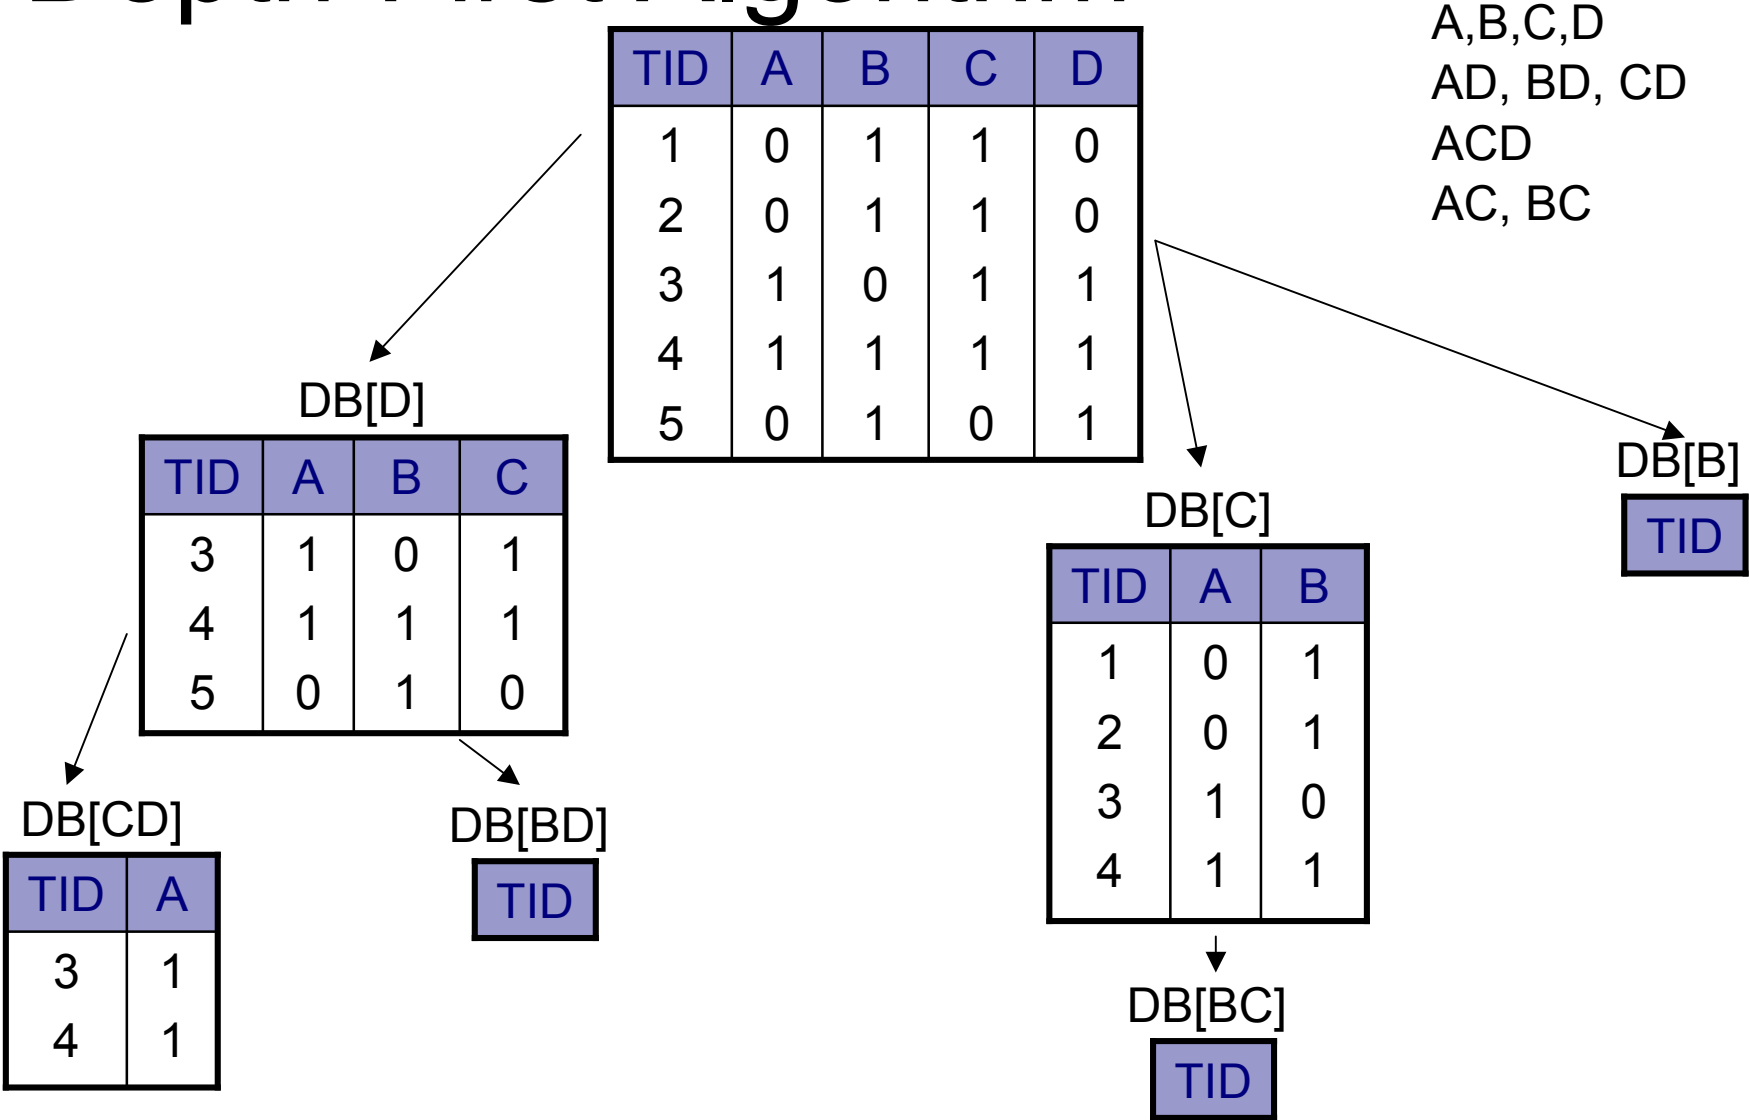 Depth First Algorithm
A,B,C,D
AD, BD, CD
ACD
AC, BC
TID A B C D
1 0 1 1 0
2 0 1 1 0
3 1 0 1 1
4 1 1 1 1
5 0 1 0 1
DB[D]
TID A B C
3 1 0 1
4 1 1 1
5 0 1 0
DB[C]
TID A B
1 0 1
2 0 1
3 1 0
4 1 1
DB[B]
TID
DB[CD]
TID A
3 1
4 1
DB[BD]
TID
DB[BC]
TID